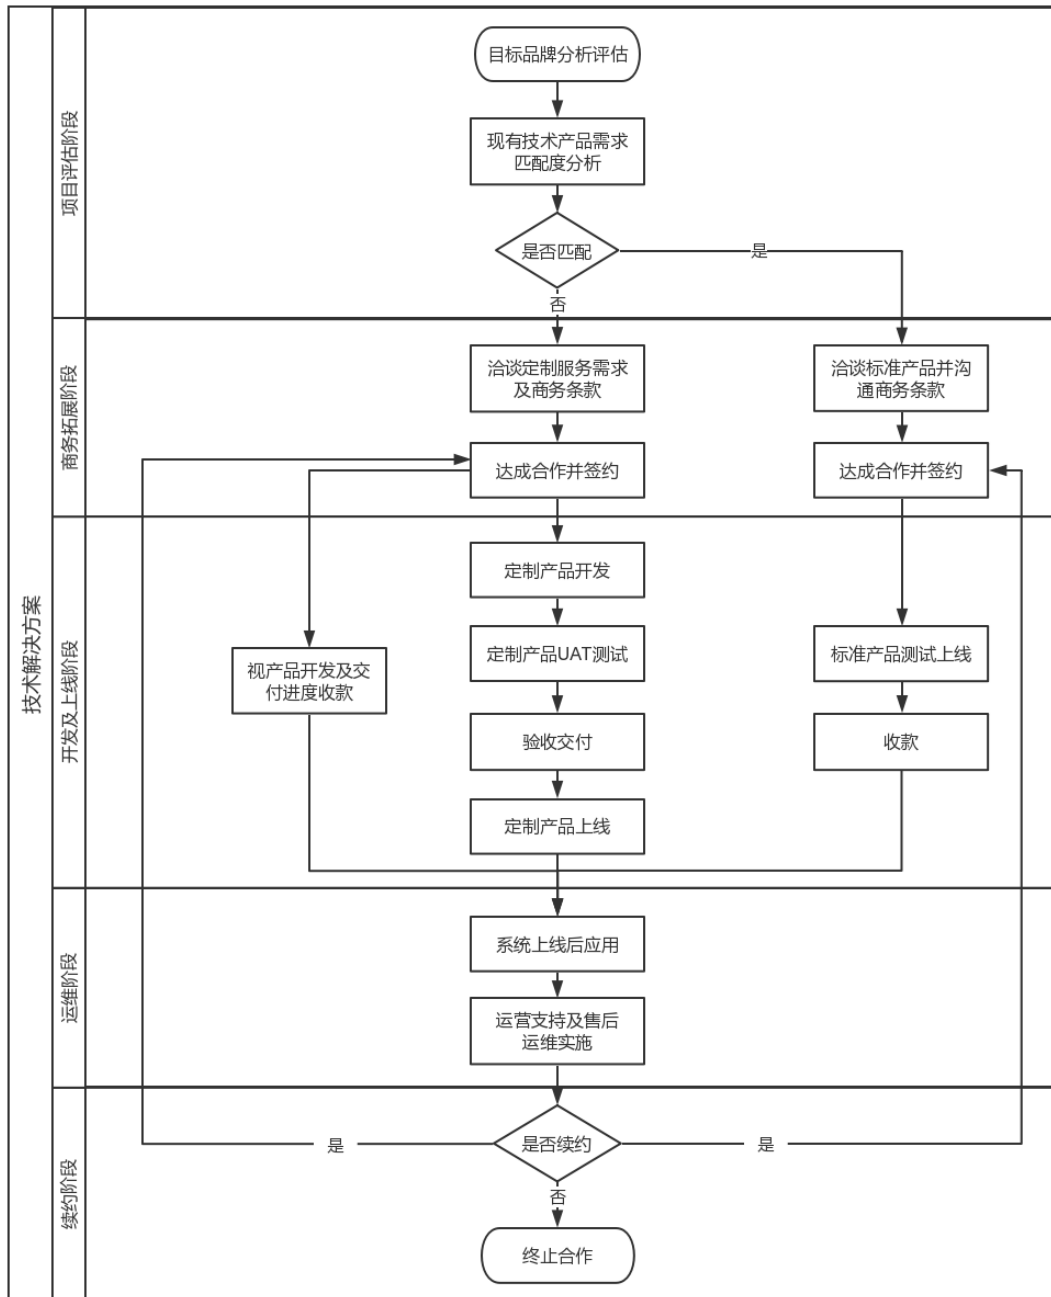 技术解决方案
项目评估阶段
目标品牌分析评估
现有技术产品需求
匹配度分析
是否匹配
是
否
商务拓展阶段
洽谈定制服务需求
及商务条款
洽谈标准产品并沟
通商务条款
达成合作并签约
达成合作并签约
开发及上线阶段
定制产品开发
视产品开发及交
付进度收款
定制产品UAT测试
标准产品测试上线
验收交付
收款
定制产品上线
运维阶段
系统上线后应用
运营支持及售后
运维实施
续约阶段
是
是否续约
是
否
终止合作